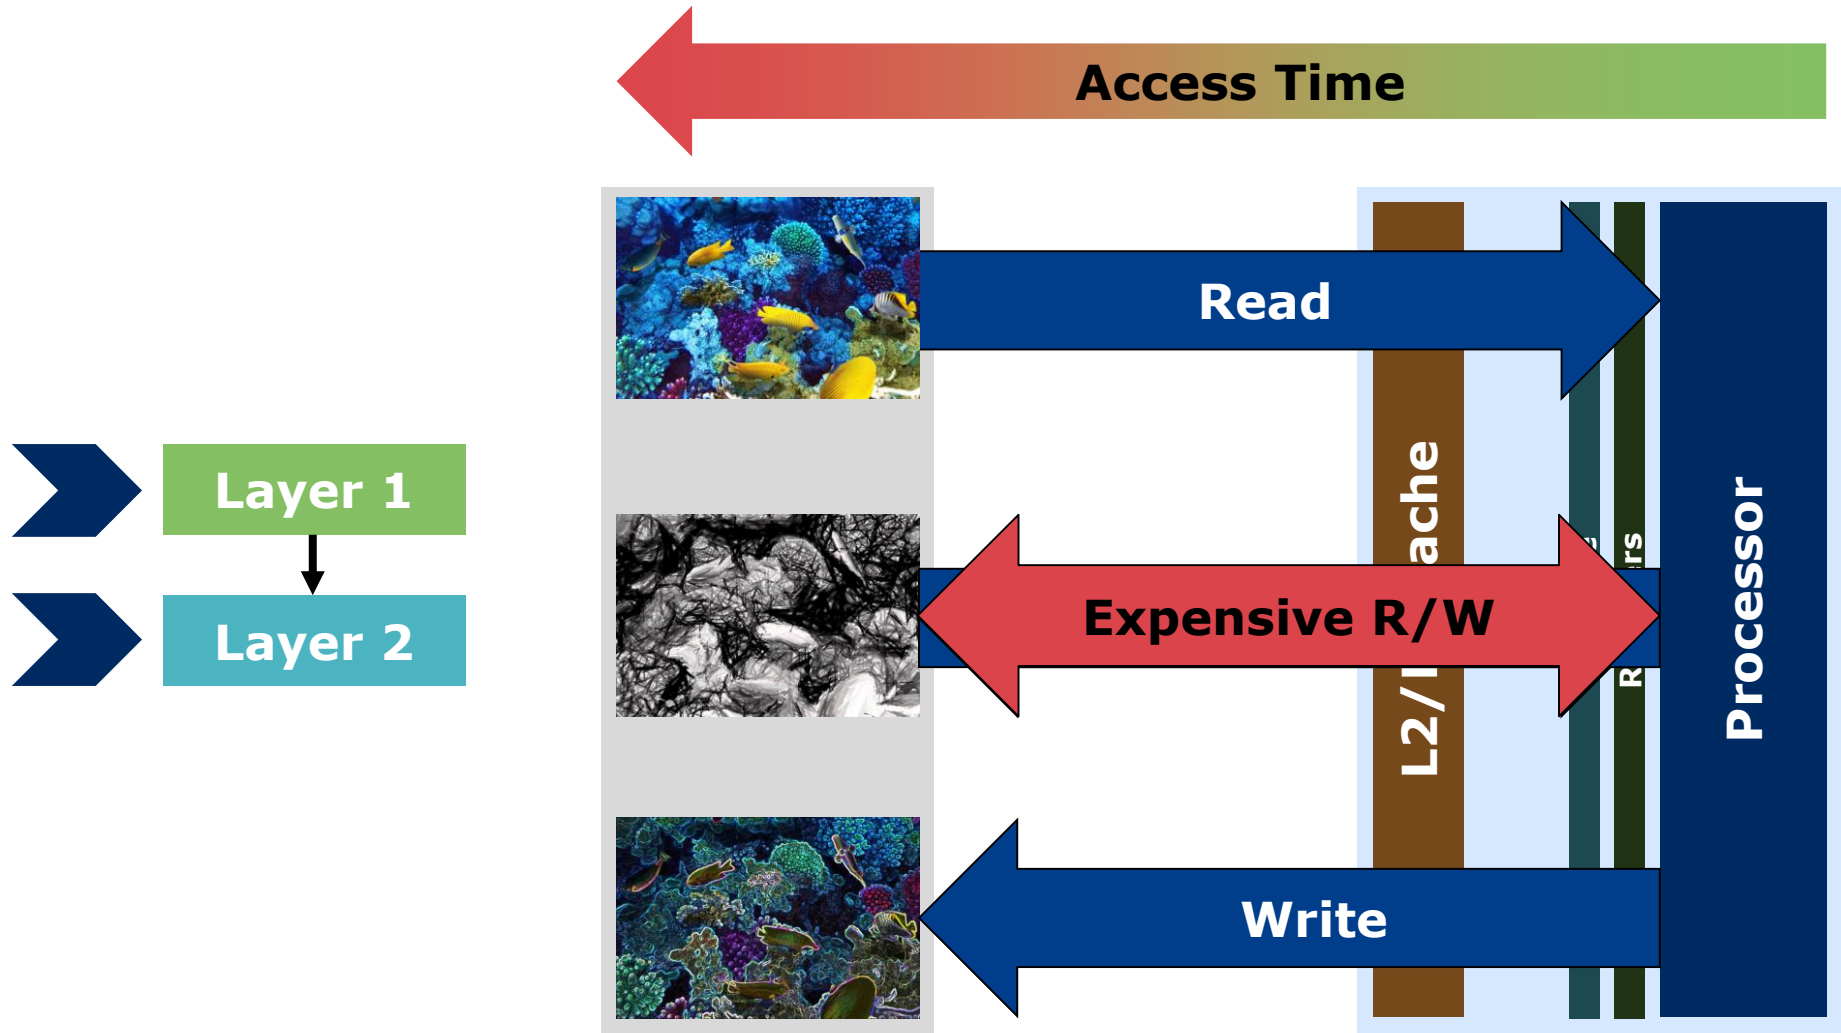 Access Time
Read
Layer 1
Expensive R/W
Layer 2
Processor
Write